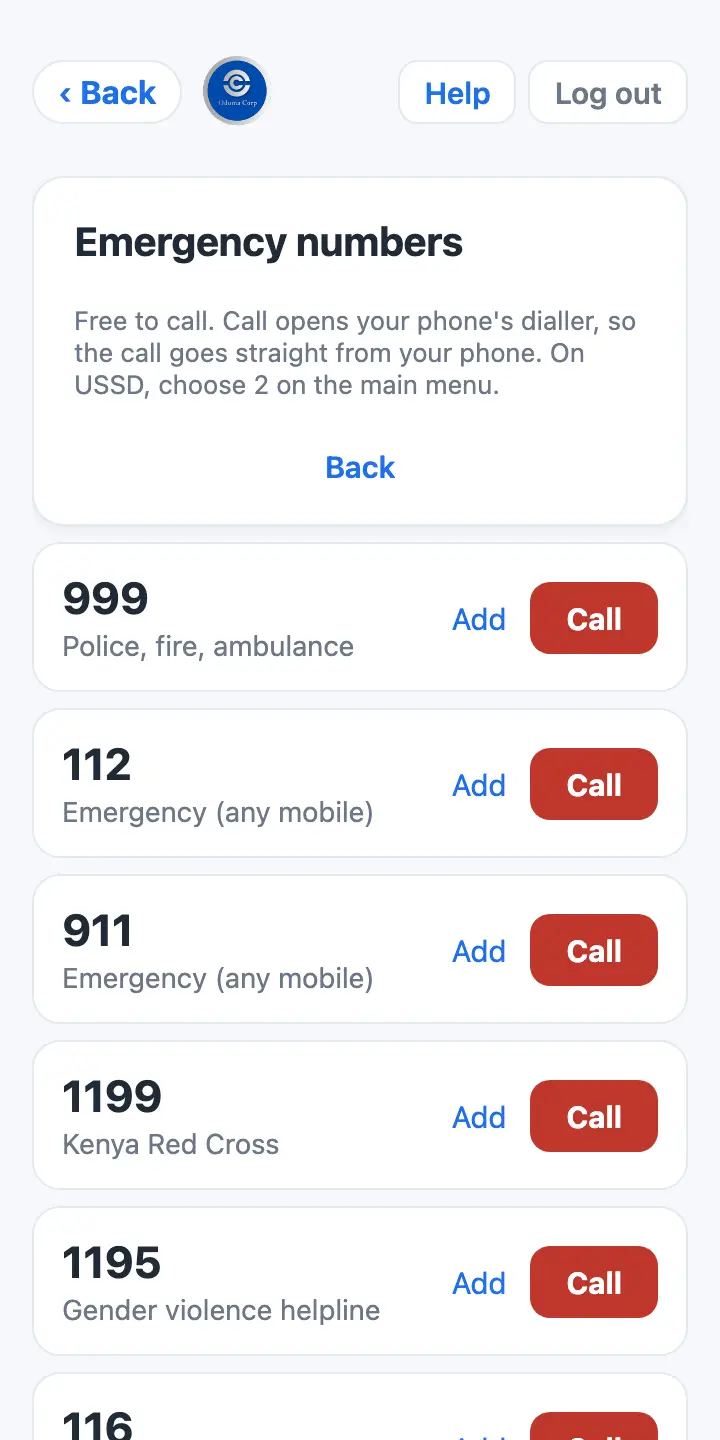 ‹ Back
Odoma Corp
Help
Log out
Emergency numbers
Free to call. Call opens your phone's dialler, so
the call goes straight from your phone. On
USSD, choose 2 on the main menu.
Back
999
Police, fire, ambulance
Add
Call
112
Emergency (any mobile)
Add
Call
911
Emergency (any mobile)
Add
Call
1199
Kenya Red Cross
Add
Call
1195
Gender violence helpline
Add
Call
116